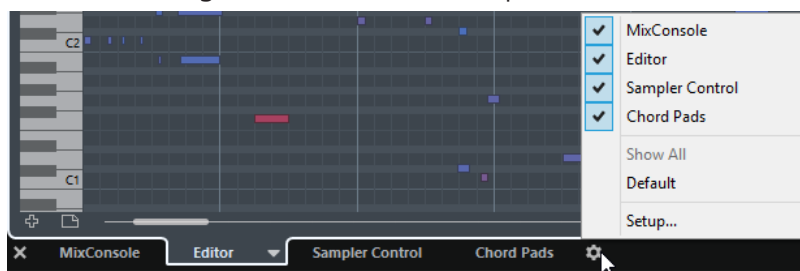 MixConsole
C2
Editor
Sampler Control
Chord Pads
Show All
C1
Default
Setup...
MixConsole Editor Sampler Control Chord Pads